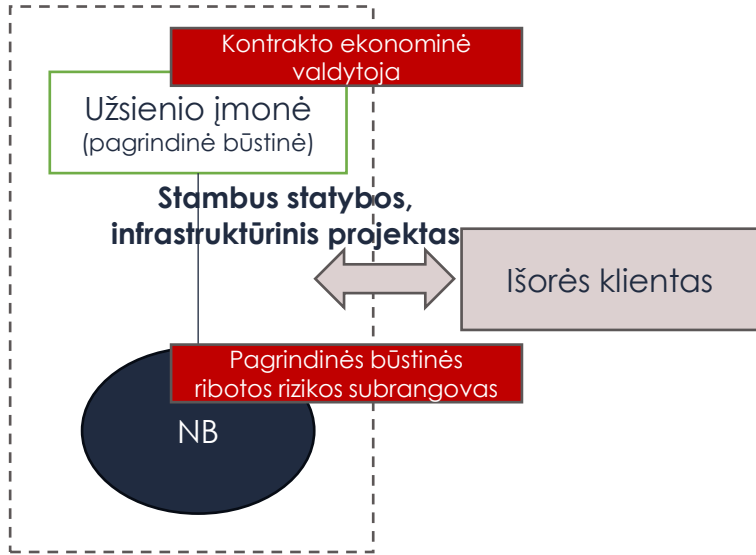 Kontrakto ekonominė
valdytoja
Užsienio įmonė
(pagrindinė būstinė)
Stambus statybos,
infrastruktūrinis projektas
Išorės klientas
Pagrindinės būstinės
ribotos rizikos subrangovas
NB